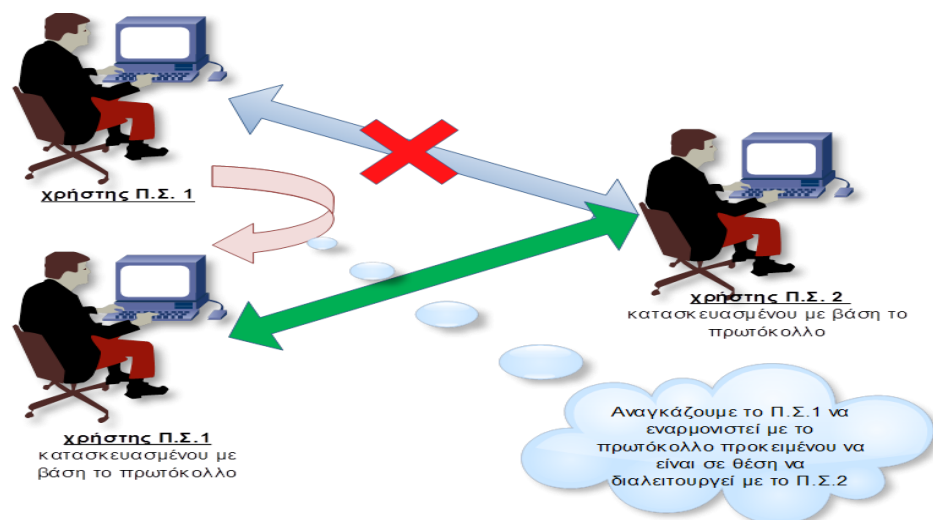 χρήστης Π.Σ. 1
χρήστης Π.Σ. 2
κατασκευασμένου με βάση το
πρωτόκολλο
χρήστης Π.Σ.1
κατασκευασμένου με
βάση το πρωτόκολλο
Αναγκάζουμε το Π.Σ.1 να
εναρμονιστεί με το
πρωτόκολλο προκειμένου να
είναι σε θέση να
διαλειτουργεί με το Π.Σ.2